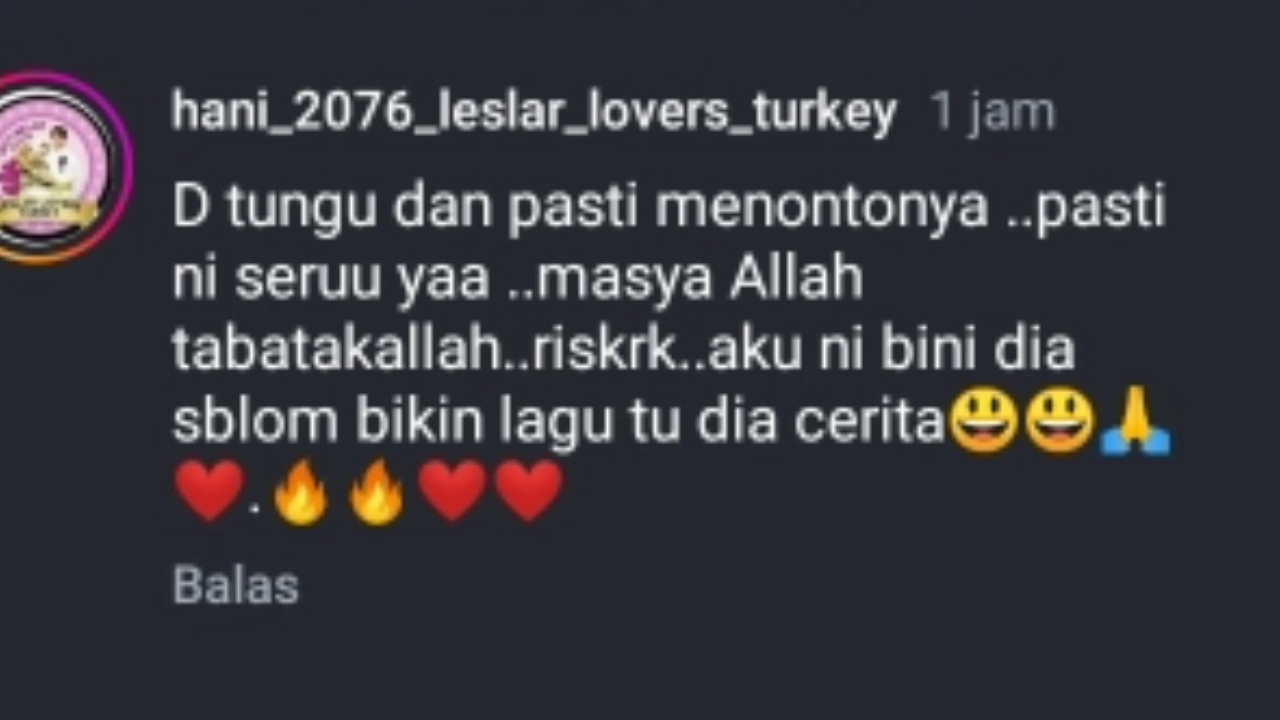 hani_2076_leslar_lovers_turkey 1 jam
D tungu dan pasti menontonya ..pasti
ni seruu yaa ..masya Allah
tabatakallah..riskrk..aku ni bini dia
sblom bikin lagu tu dia cerita😃😃🙏
❤️.🔥🔥❤️❤️
Balas